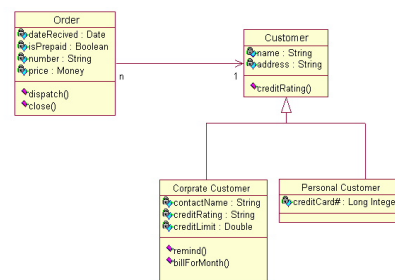 Order
dateRecived : Date
isPrepaid : Boolean
number : String
price : Money
dispatch()
close()
n
1
Customer
name : String
address : String
creditRating()
Corprate Customer
contactName : String
creditRating : String
creditLimit : Double
remind()
billForMonth()
Personal Customer
creditCard# : Long Intege